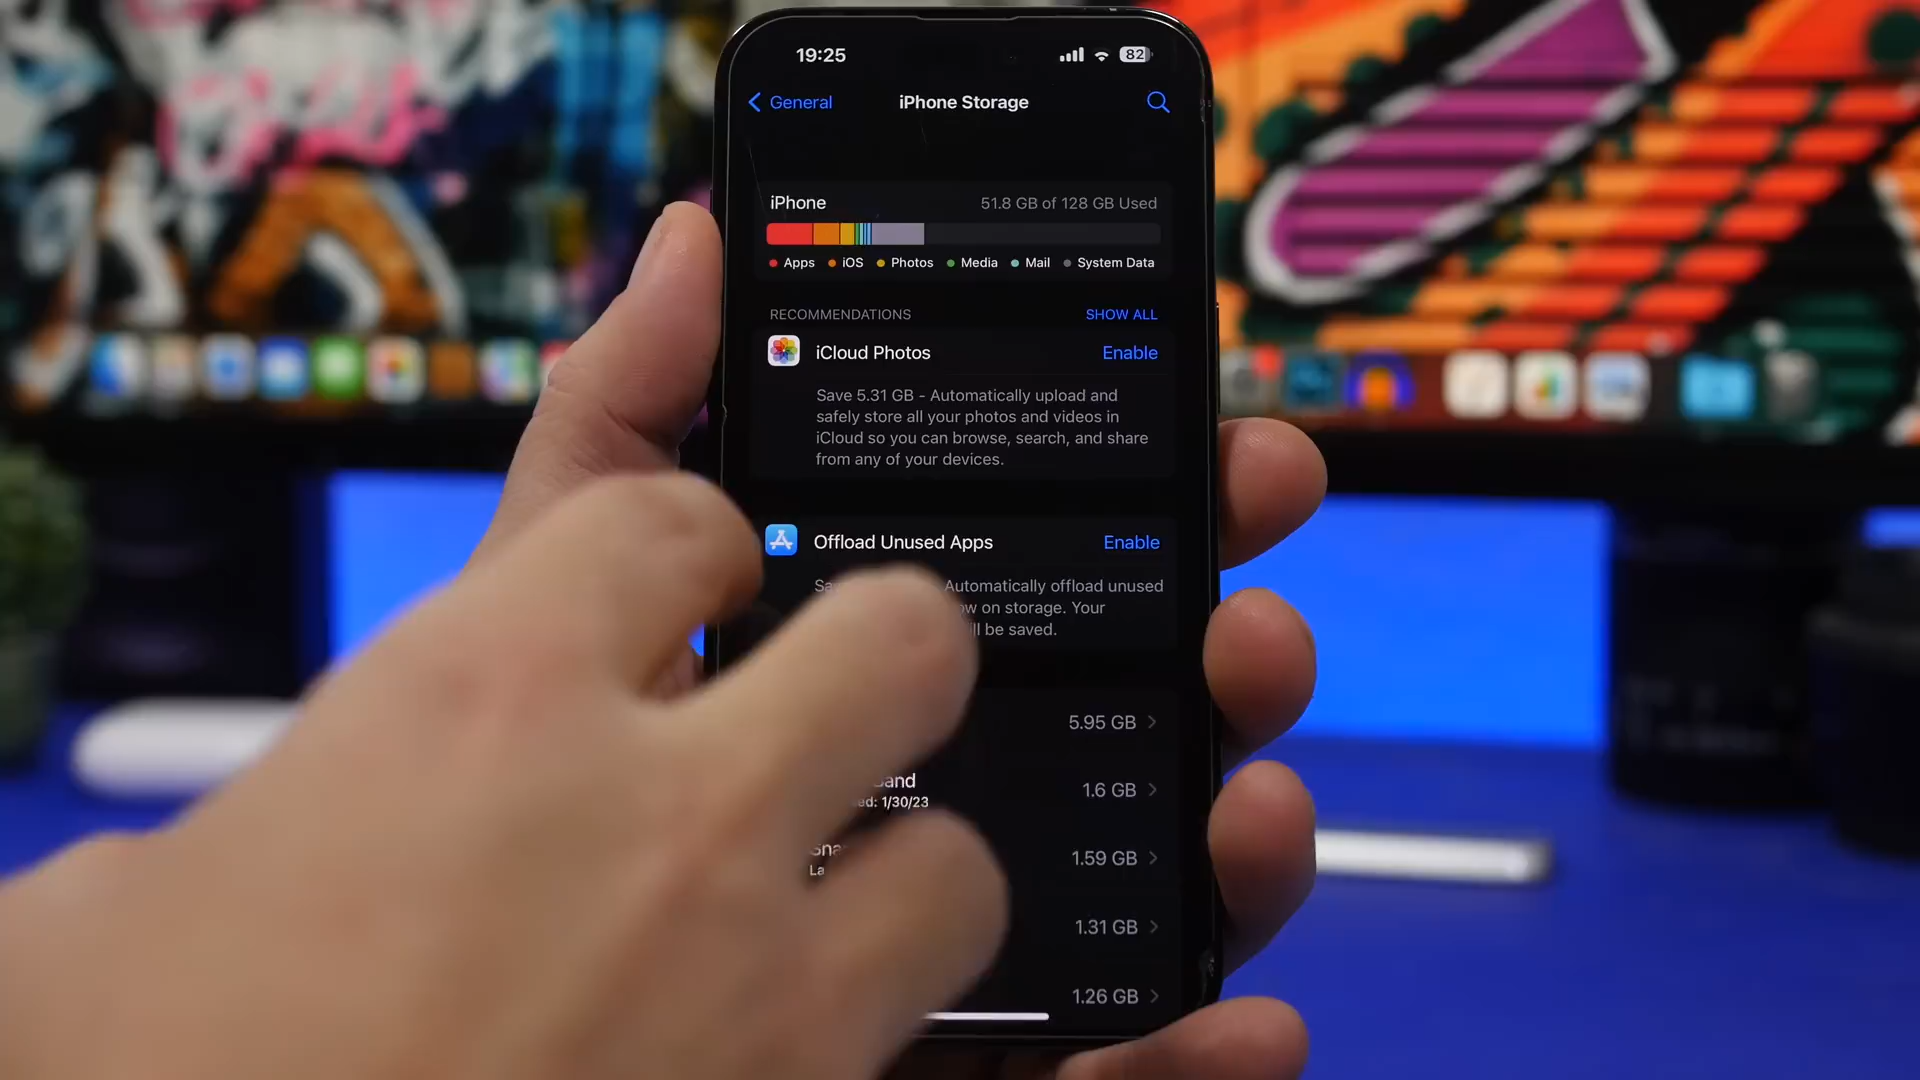 19:25
82
General
iPhone Storage
iPhone
51.8 GB of 128 GB Used
Apps iOS Photos Media Mail System Data
RECOMMENDATIONS
SHOW ALL
iCloud Photos
Enable
Save 5.31 GB - Automatically upload and
safely store all your photos and videos in
iCloud so you can browse, search, and share
from any of your devices.
Offload Unused Apps
Enable
Automatically offload unused
on storage. Your
be saved.
5.95 GB
1.6 GB
1/30/23
1.59 GB
1.31 GB
1.26 GB